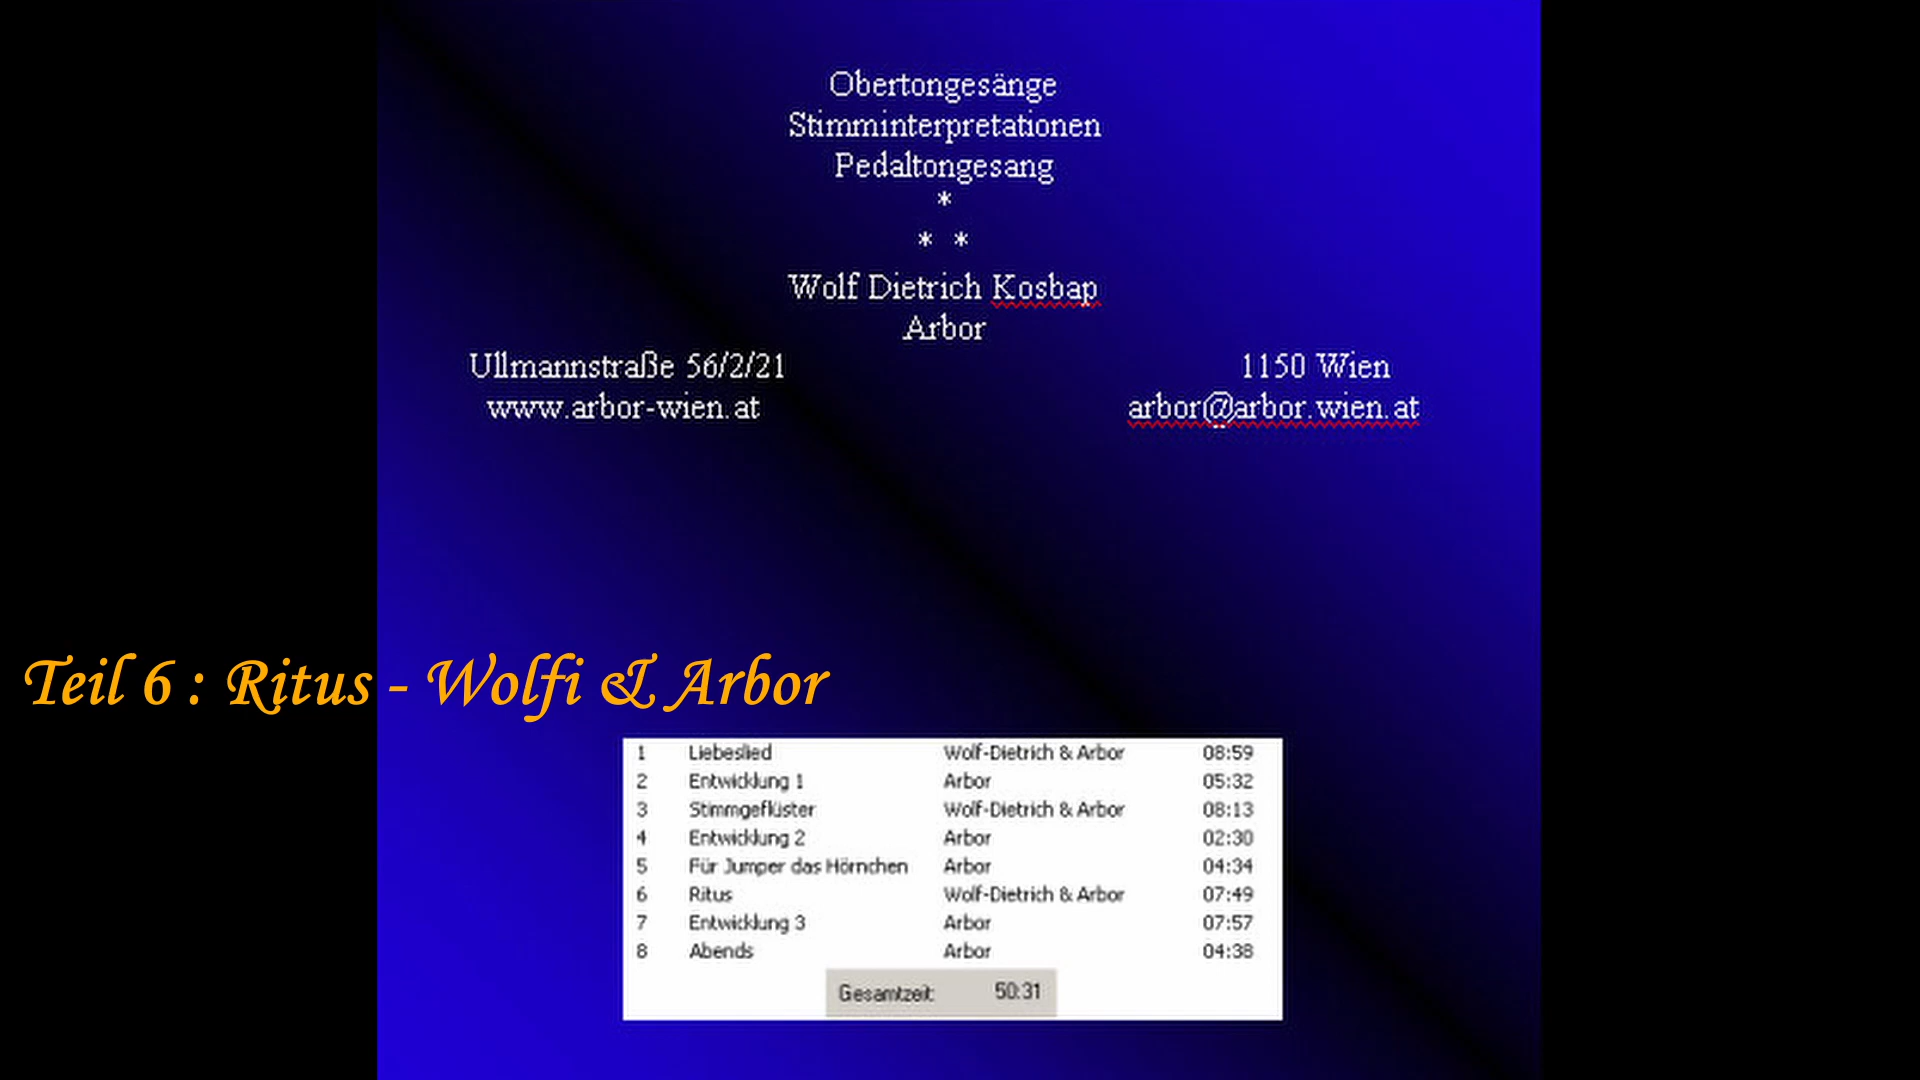 Obertongesänge
Stimminterpretationen
Pedaltongesang
*
* *
Wolf Dietrich Kosbap
Arbor
Ullmannstraße 56/2/21 1150 Wien
www.arbor-wien.at arbor@arbor.wien.at
Teil 6 : Ritus - Wolfi & Arbor
1 Liebeslied Wolf-Dietrich & Arbor 08:59
2 Entwicklung 1 Arbor 05:32
3 Stimmgeflüster Wolf-Dietrich & Arbor 08:13
4 Entwicklung 2 Arbor 02:30
5 Für Jumper das Hörnchen Arbor 04:34
6 Ritus Wolf-Dietrich & Arbor 07:49
7 Entwicklung 3 Arbor 07:57
8 Abends Arbor 04:38
Gesamtzeit: 50:31